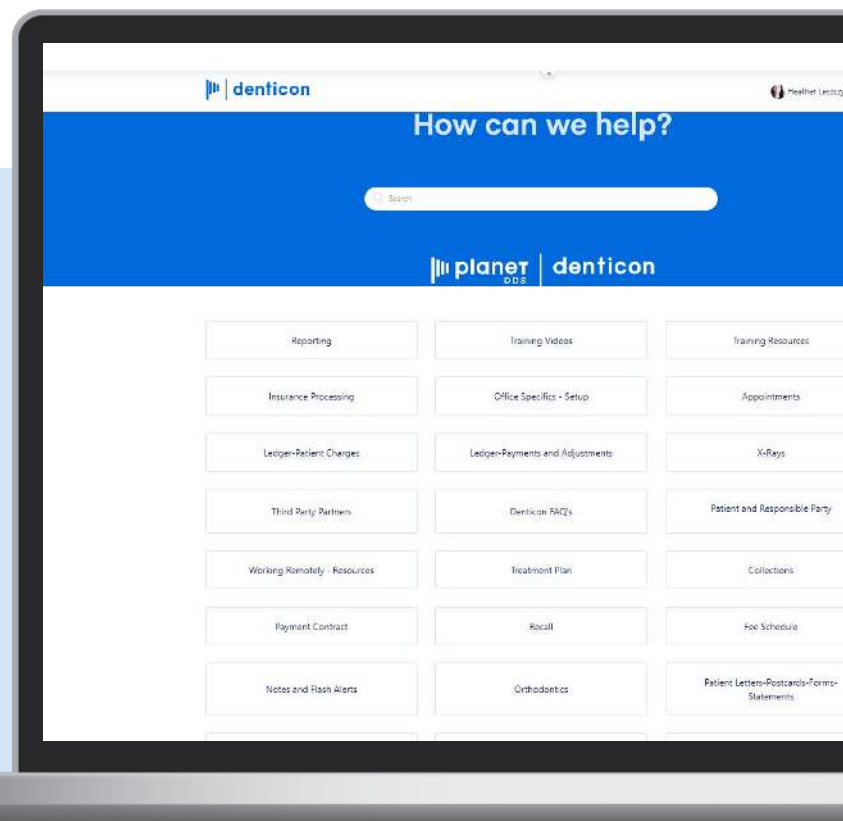 denticon
Heather
How can we help?
Search
planet DDS | denticon
Reporting
Training Videos
Training Resources
Insurance Processing
Office Specifics - Setup
Appointments
Ledger-Patient Charges
Ledger-Payments and Adjustments
X-Rays
Third Party Partners
Denticon FAQ's
Patient and Responsible Party
Working Remotely - Resources
Treatment Plan
Collections
Payment Contract
Recall
Fee Schedule
Notes and Flash Alerts
Orthodontics
Patient Letters-Postcards-Forms-
Statements